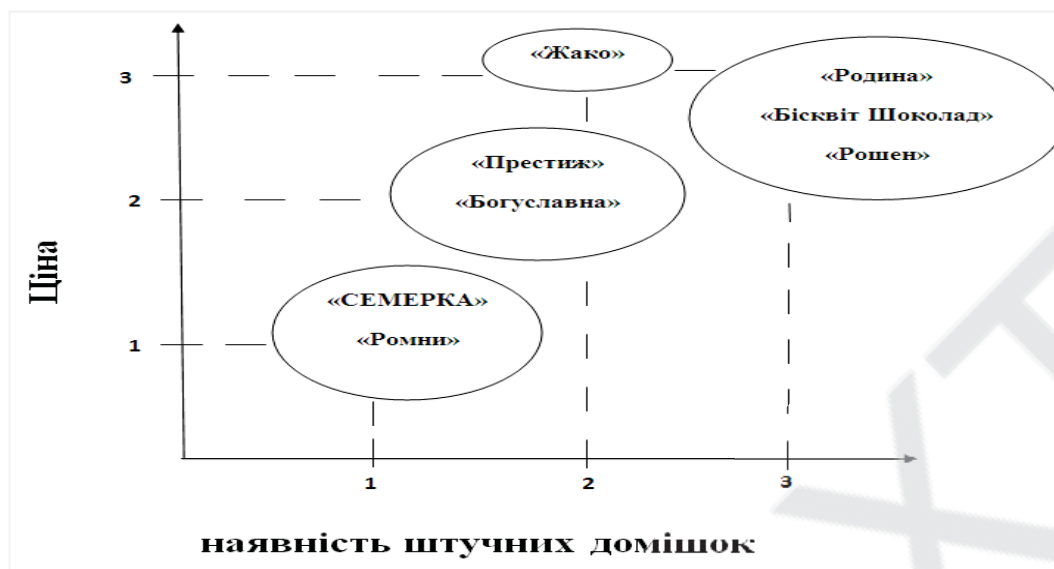 «Жако»
3
«Родина»
«Бісквіт Шоколад»
«Рошен»
«Престиж»
2
«Богуславна»
Ціна
«СЕМЕРКА»
1
«Ромни»
1
2
3
наявність штучних домішок
ХТ